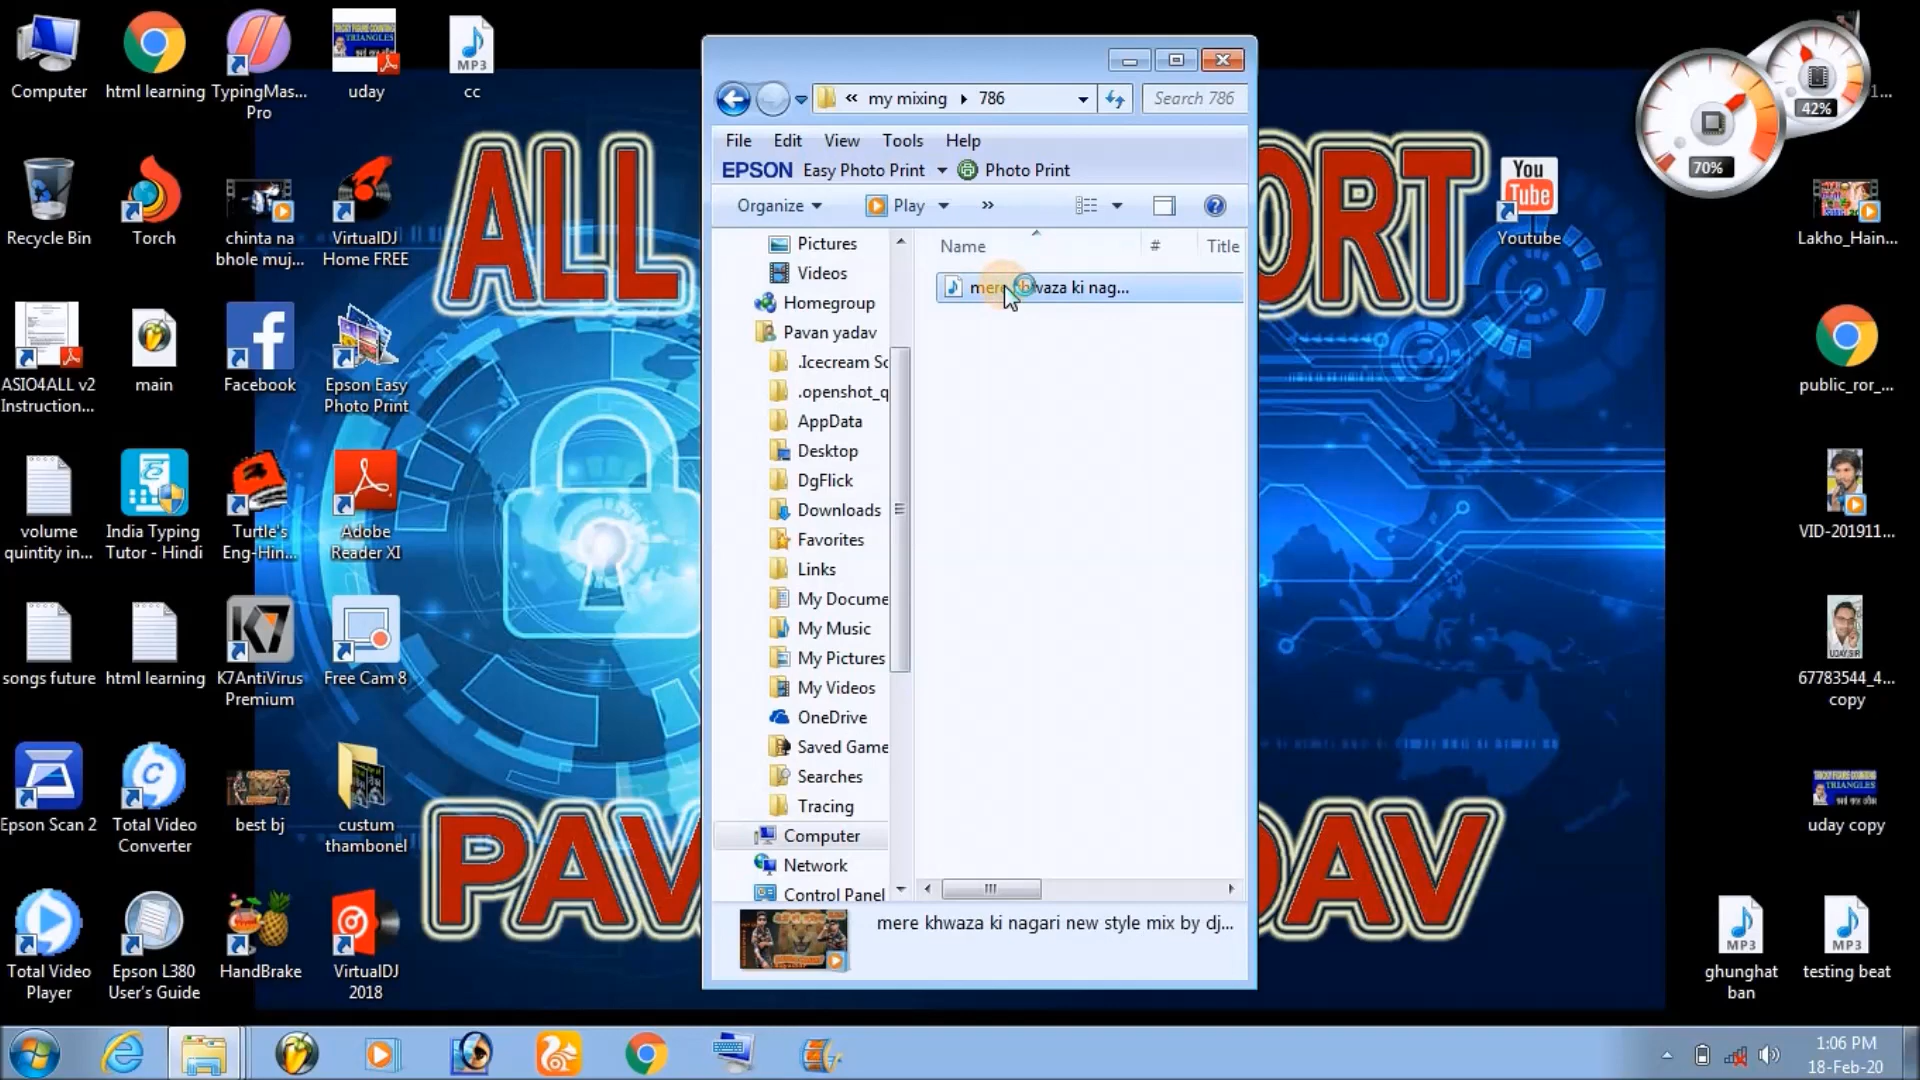 Computer
html learning
TypingMas...
Pro
uday
cc
MP3
Recycle Bin
Torch
chinta na
bhole muj...
VirtualDJ
Home FREE
ASIO4ALL v2
Instruction...
main
Facebook
Epson Easy
Photo Print
volume
quintity in...
India Typing
Tutor - Hindi
Turtle's
Eng-Hin...
Adobe
Reader XI
songs future
html learning
K7AntiVirus
Premium
Free Cam 8
Epson Scan 2
Total Video
Converter
best bj
custum
thambonel
Total Video
Player
Epson L380
User's Guide
HandBrake
VirtualDJ
2018
ALL
ORT
PAV
DAV
my mixing
786
Search 786
File
Edit
View
Tools
Help
EPSON
Easy Photo Print
Photo Print
Organize
Play
Pictures
Videos
Homegroup
Pavan yadav
.Icecream Sc
.openshot_q
AppData
Desktop
DgFlick
Downloads
Favorites
Links
My Docume
My Music
My Pictures
My Videos
OneDrive
Saved Game
Searches
Tracing
Computer
Network
Control Panel
Name
#
Title
mere khwaza ki nag...
mere khwaza ki nagari new style mix by dj...
42%
70%
1...
You
Tube
Youtube
Lakho_Hain...
public_ror_...
VID-201911...
UDAY SIR
67783544_4...
copy
uday copy
MP3
ghunghat
ban
MP3
testing beat
1:06 PM
18-Feb-20